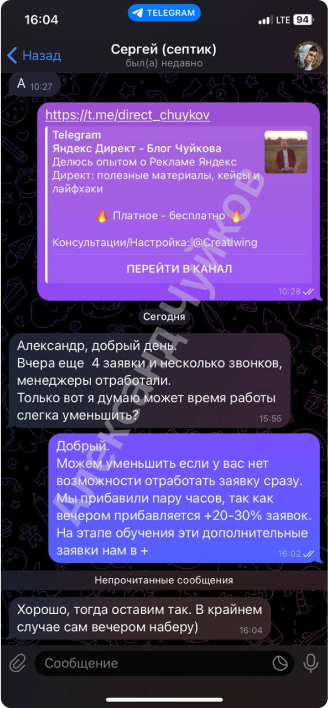 16:04
TELEGRAM
LTE 94
Назад
Сергей (септик)
был(а) недавно
А 10:27
https://t.me/direct_chuykov
Telegram
Яндекс Директ - Блог Чуйкова
Делюсь опытом о Рекламе Яндекс
Директ: полезные материалы, кейсы и
лайфхаки
🔥 Платное - бесплатно 🔥
Консультации/Настройка: @Creatiwing
ПЕРЕЙТИ В КАНАЛ
10:28
Сегодня
Александр, добрый день.
Вчера еще 4 заявки и несколько звонков,
менеджеры отработали.
Только вот я думаю может время работы
слегка уменьшить?
15:55
Добрый.
Можем уменьшить если у вас нет
возможности отработать заявку сразу.
Мы прибавили пару часов, так как
вечером прибавляется +20-30% заявок.
На этапе обучения эти дополнительные
заявки нам в +
16:02
Непрочитанные сообщения
Хорошо, тогда оставим так. В крайнем
случае сам вечером наберу)
16:04
Сообщение
Александр Чуйков